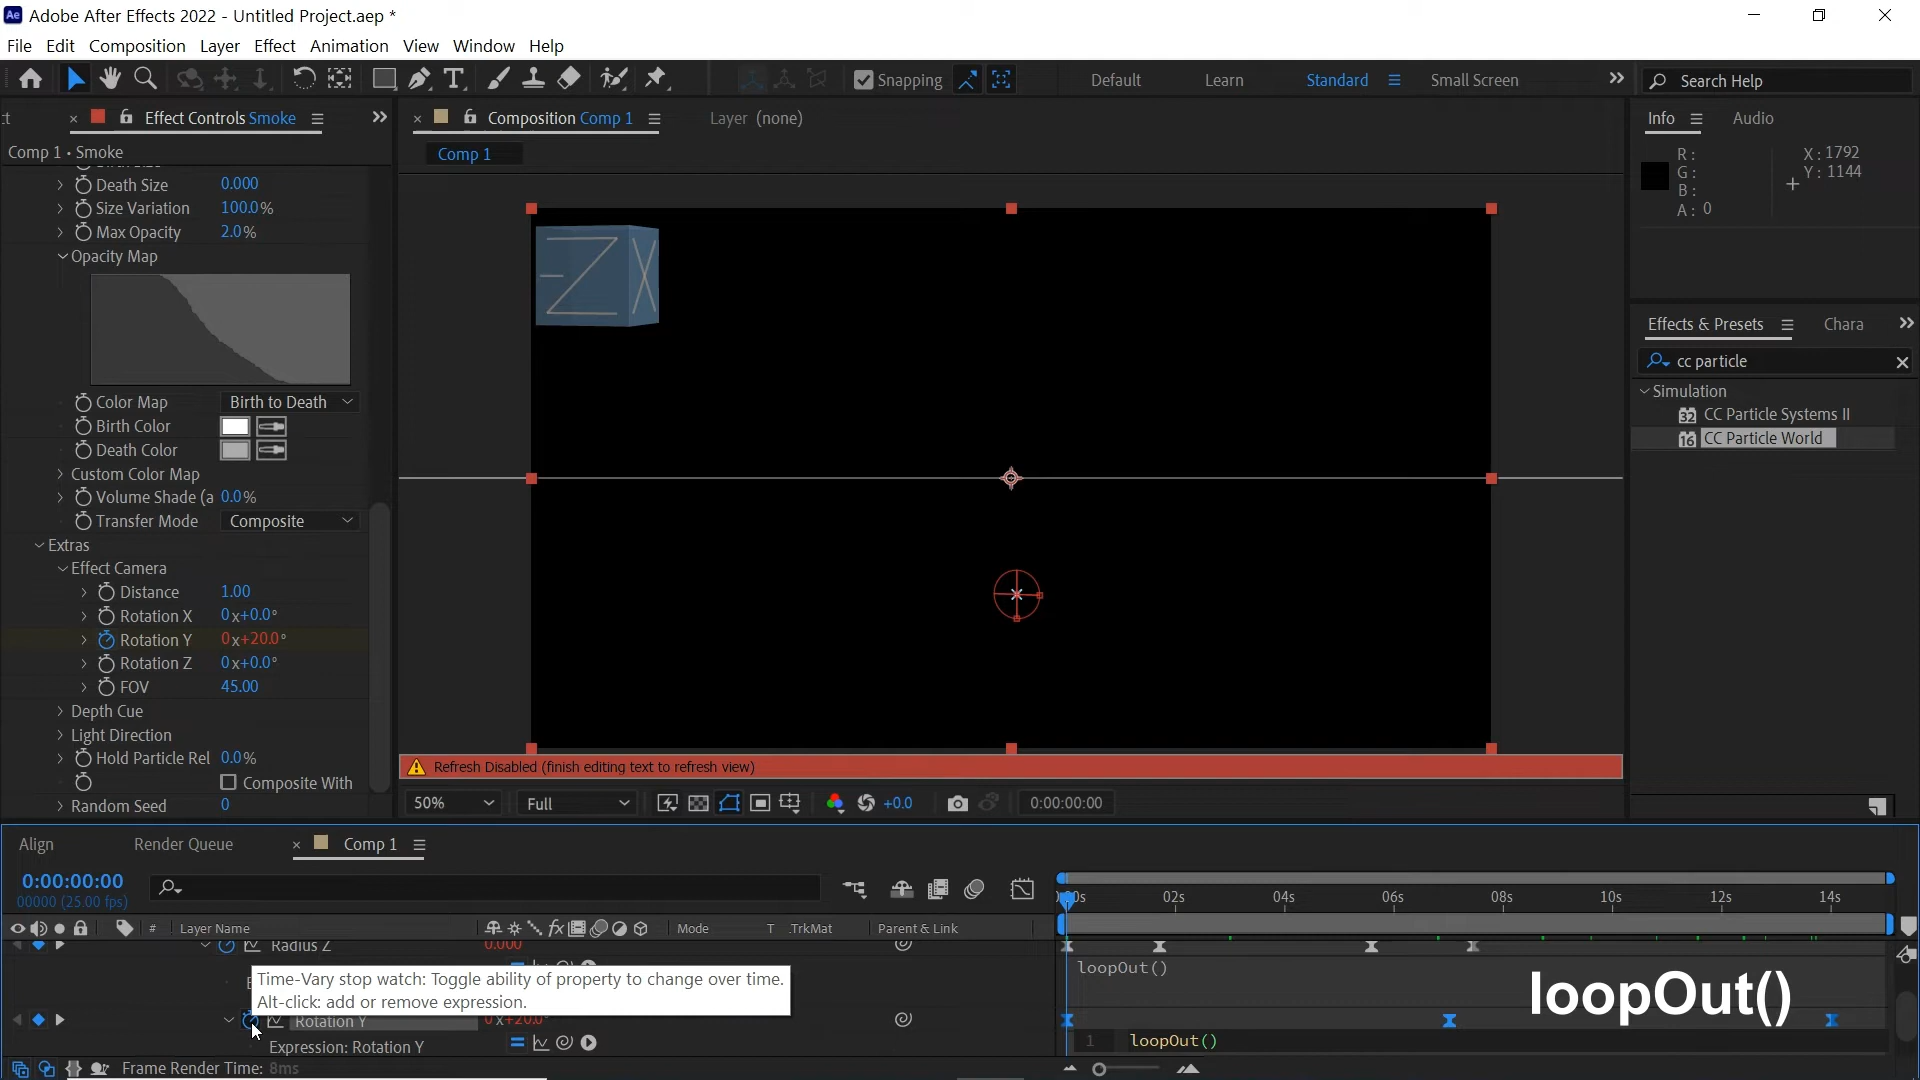 Ae Adobe After Effects 2022 - Untitled Project.aep *
File Edit Composition Layer Effect Animation View Window Help
Snapping Default Learn Standard Small Screen Search Help
Effect Controls Smoke
Composition Comp 1 Layer (none)
Info Audio
Comp 1 • Smoke
Comp 1
R:
G:
B:
A: 0
X: 1792
Y: 1144
Death Size 0.000
Size Variation 100.0%
Max Opacity 2.0%
Opacity Map
-Z X
Color Map Birth to Death
Birth Color
Death Color
Custom Color Map
Volume Shade (a 0.0%
Transfer Mode Composite
Extras
Effect Camera
Distance 1.00
Rotation X 0x+0.0°
Rotation Y 0x+20.0°
Rotation Z 0x+0.0°
FOV 45.00
Depth Cue
Light Direction
Hold Particle Rel 0.0%
Composite With
Random Seed 0
Effects & Presets Chara
cc particle
Simulation
32 CC Particle Systems II
16 CC Particle World
Refresh Disabled (finish editing text to refresh view)
50% Full +0.0 0:00:00:00
Align Render Queue Comp 1
0:00:00:00
00000 (25.00 fps)
02s 04s 06s 08s 10s 12s 14s
# Layer Name Mode T .TrkMat Parent & Link
Radius Z 0.000
loopOut()
Time-Vary stop watch: Toggle ability of property to change over time.
Alt-click: add or remove expression.
Rotation Y 0x+20.0°
Expression: Rotation Y
1 loopOut()
loopOut()
Frame Render Time: 8ms